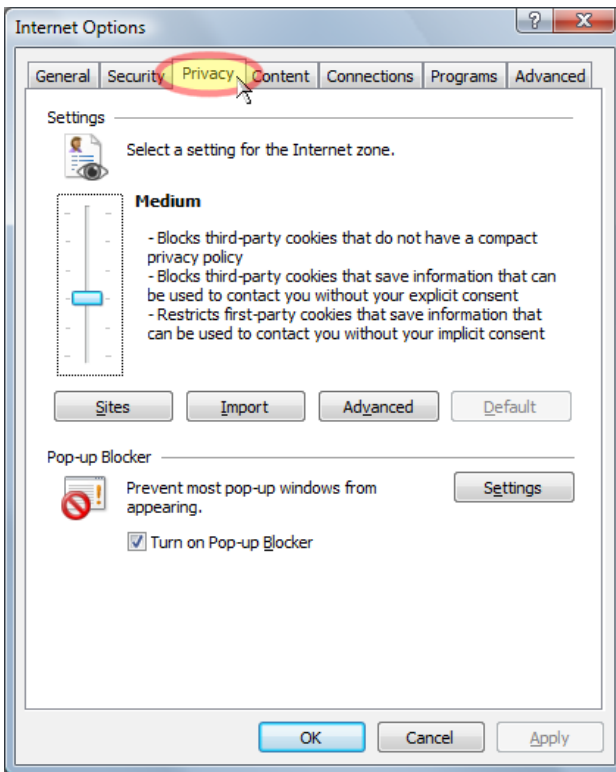 Internet Options
General Security Privacy Content Connections Programs Advanced
Settings
Select a setting for the Internet zone.
Medium
- Blocks third-party cookies that do not have a compact
privacy policy
- Blocks third-party cookies that save information that can
be used to contact you without your explicit consent
- Restricts first-party cookies that save information that
can be used to contact you without your implicit consent
Sites Import Advanced Default
Pop-up Blocker
Prevent most pop-up windows from
appearing.
Settings
Turn on Pop-up Blocker
OK Cancel Apply